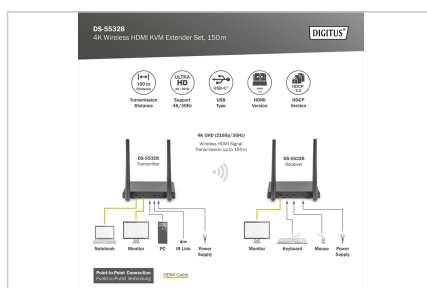 DS-55328
4K Wireless HDMI KVM Extender Set, 150 m
DIGITUS®
150 m
Distance
ULTRA
HD
4K / 30Hz
USB-C™
HDCP
2.2
Transmission
Distance
Support
4K/30Hz
USB
Type
HDMI
Version
HDCP
Version
4K UHD (2160p/30Hz)
Wireless HDMI Signal
Transmission up to 150m
DS-55328
Transmitter
DS-55328
Receiver
Notebook
Monitor
PC
IR Link
Power
Supply
Monitor
Keyboard
Mouse
Power
Supply
Point-to-Point Connection
Punkt-zu-Punkt Verbindung
HDMI Cable